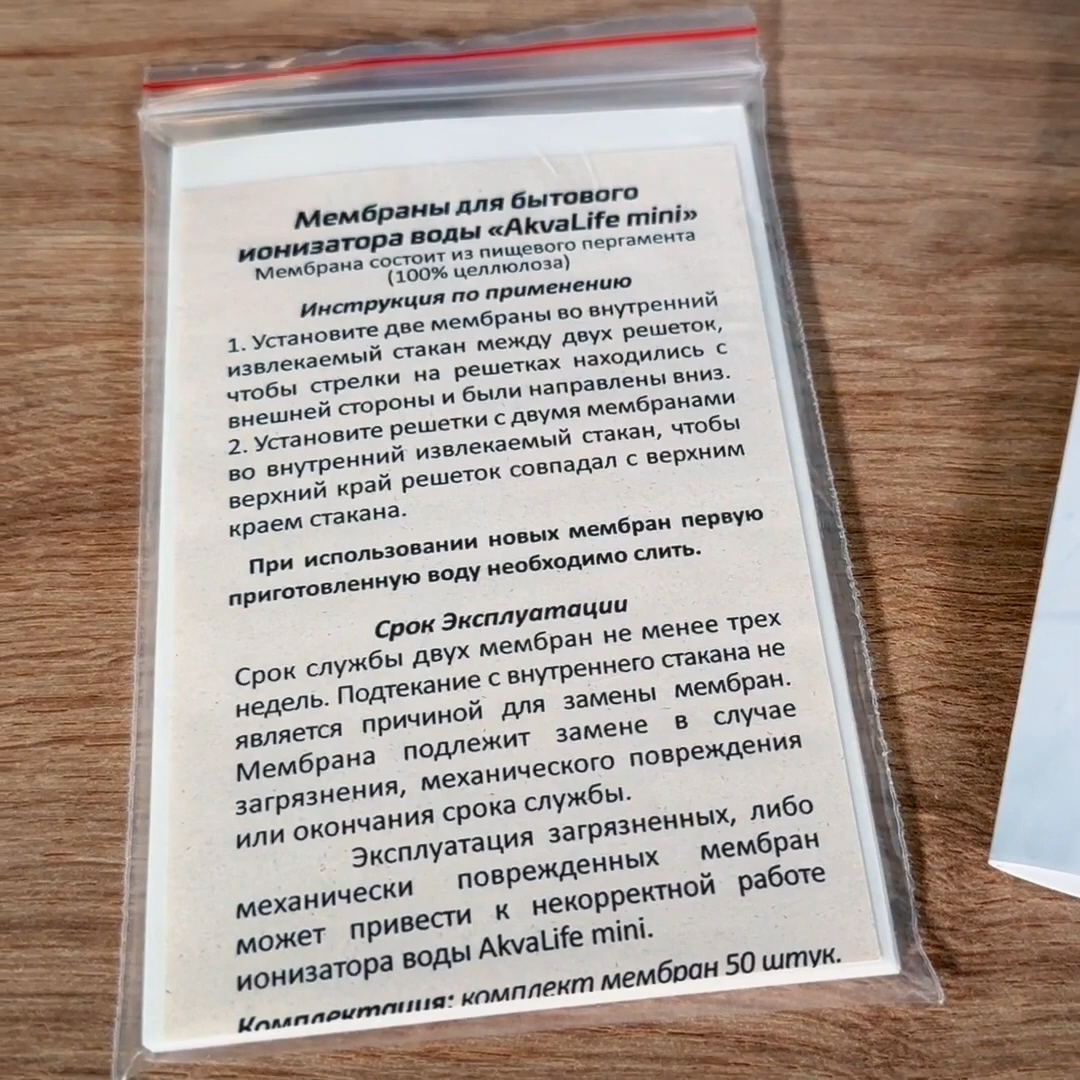 Мембраны для бытового
ионизатора воды «AkvaLife mini»
Мембрана состоит из пищевого пергамента
(100% целлюлоза)
Инструкция по применению
1. Установите две мембраны во внутренний
извлекаемый стакан между двух решеток,
чтобы стрелки на решетках находились с
внешней стороны и были направлены вниз.
2. Установите решетки с двумя мембранами
во внутренний извлекаемый стакан, чтобы
верхний край решеток совпадал с верхним
краем стакана.
При использовании новых мембран первую
приготовленную воду необходимо слить.
Срок Эксплуатации
Срок службы двух мембран не менее трех
недель. Подтекание с внутреннего стакана не
является причиной для замены мембран.
Мембрана подлежит замене в случае
загрязнения, механического повреждения
или окончания срока службы.
Эксплуатация загрязненных, либо
механически поврежденных мембран
может привести к некорректной работе
ионизатора воды AkvaLife mini.
Комплектация: комплект мембран 50 штук.